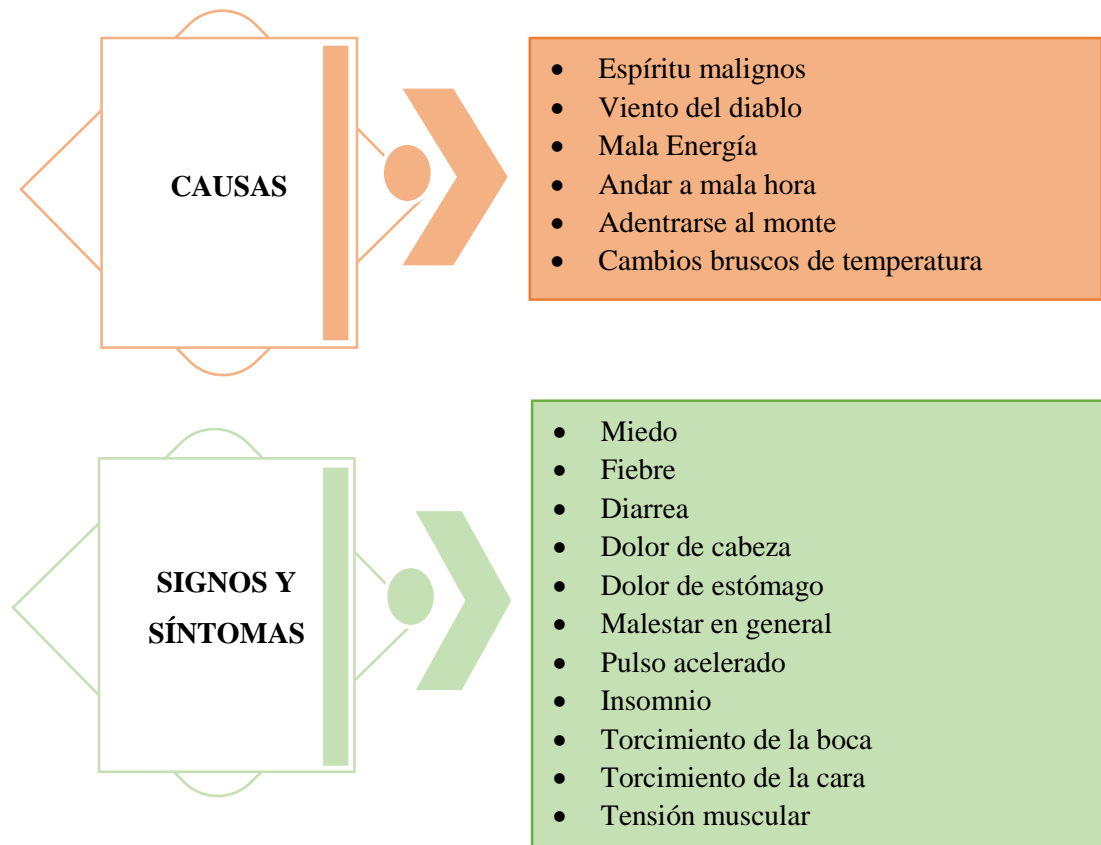 CAUSAS
• Espíritu malignos
• Viento del diablo
• Mala Energía
• Andar a mala hora
• Adentrarse al monte
• Cambios bruscos de temperatura
SIGNOS Y
SÍNTOMAS
• Miedo
• Fiebre
• Diarrea
• Dolor de cabeza
• Dolor de estómago
• Malestar en general
• Pulso acelerado
• Insomnio
• Torcimiento de la boca
• Torcimiento de la cara
• Tensión muscular